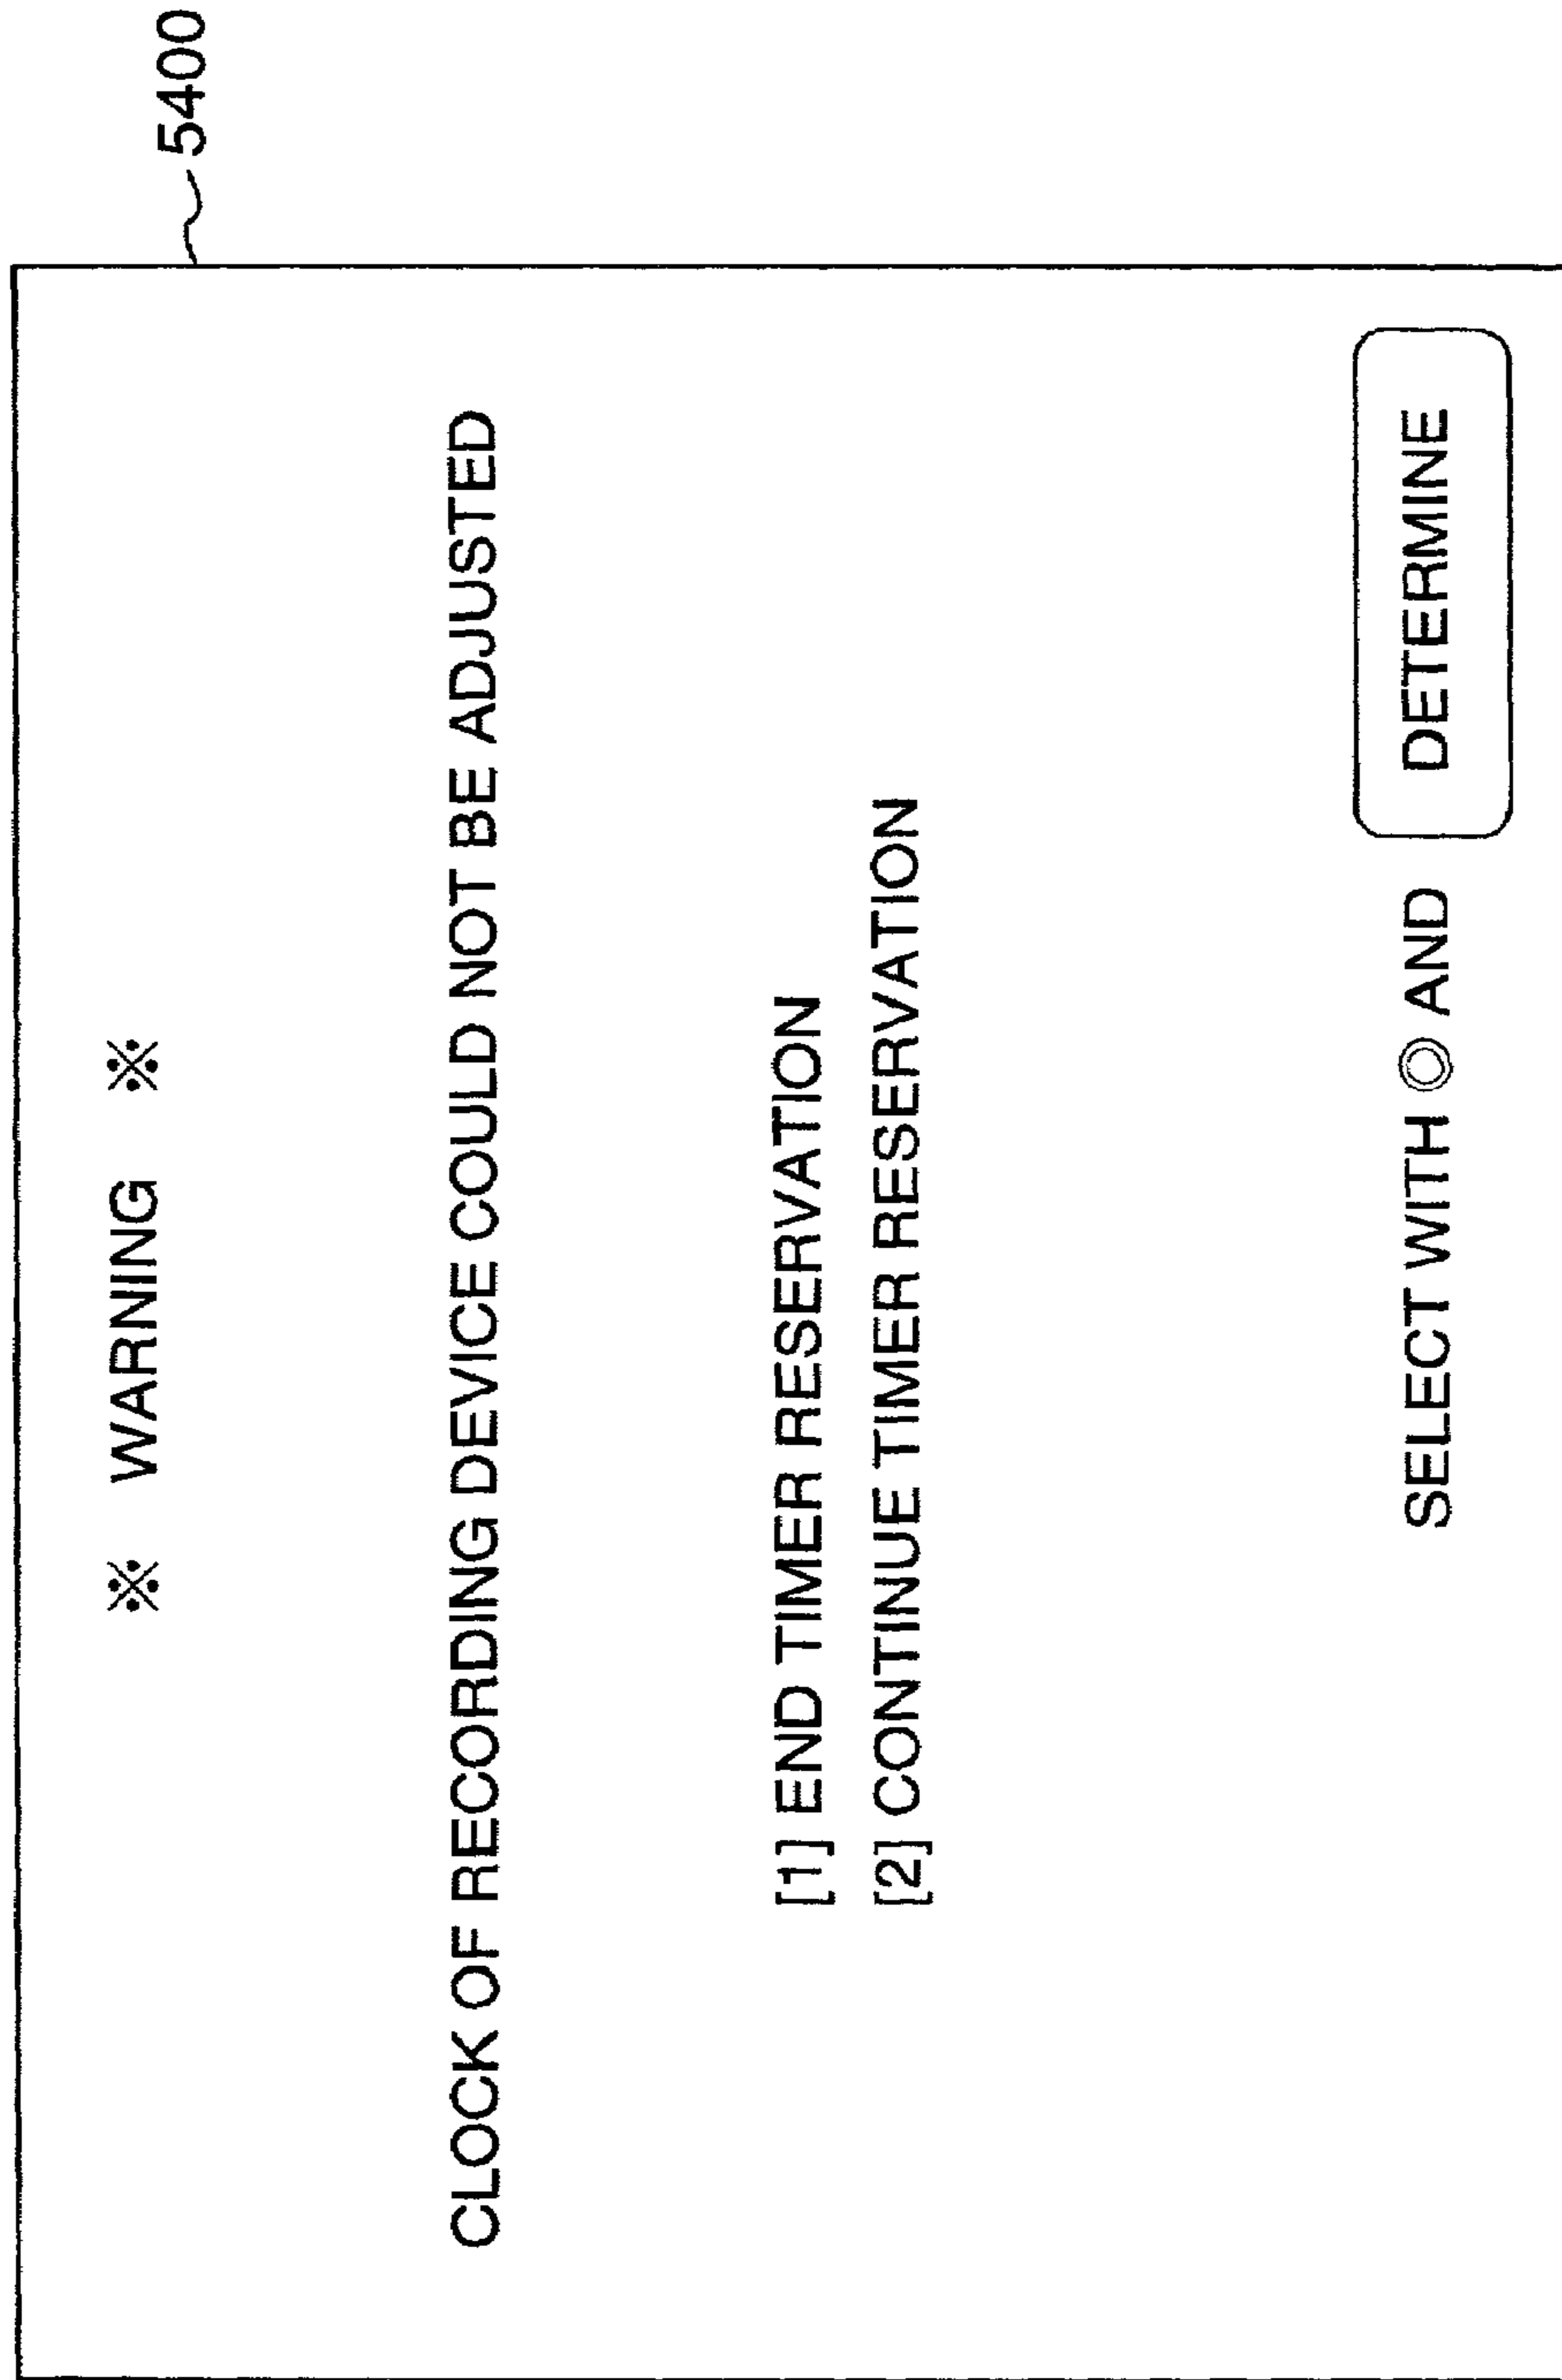 5400
※ WARNING ※
CLOCK OF RECORDING DEVICE COULD NOT BE ADJUSTED
[1] END TIMER RESERVATION
[2] CONTINUE TIMER RESERVATION
SELECT WITH ◎ AND DETERMINE